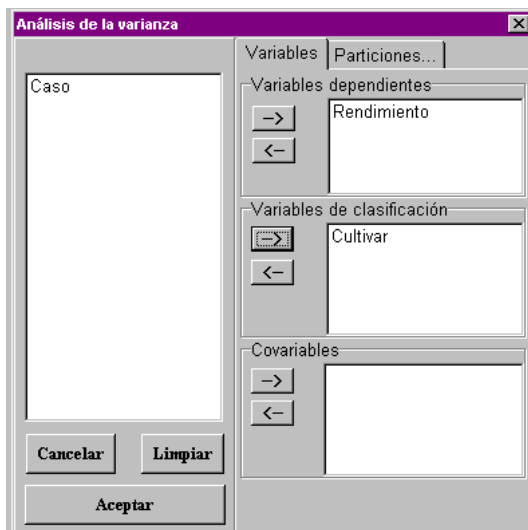 Análisis de la varianza
Caso
Cancelar
Limpiar
Aceptar
Variables
Particiones...
Variables dependientes
-->
<--
Rendimiento
Variables de clasificación
-->
<--
Cultivar
Covariables
-->
<--